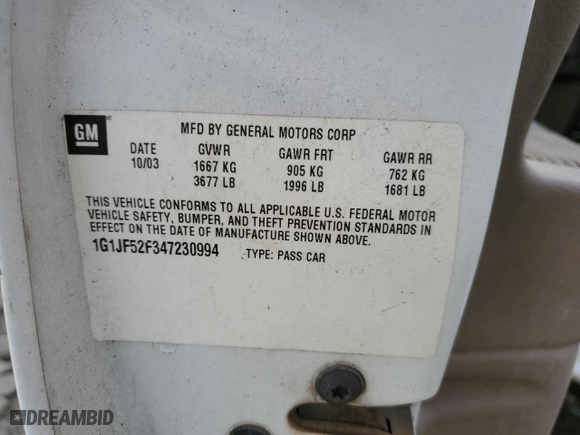 GM
MFD BY GENERAL MOTORS CORP
DATE GVWR GAWR FRT GAWR RR
10/03 1667 KG 905 KG 762 KG
3677 LB 1996 LB 1681 LB
THIS VEHICLE CONFORMS TO ALL APPLICABLE U.S. FEDERAL MOTOR
VEHICLE SAFETY, BUMPER, AND THEFT PREVENTION STANDARDS IN
EFFECT ON THE DATE OF MANUFACTURE SHOWN ABOVE.
1G1JF52F347230994 TYPE: PASS CAR
DREAMBID